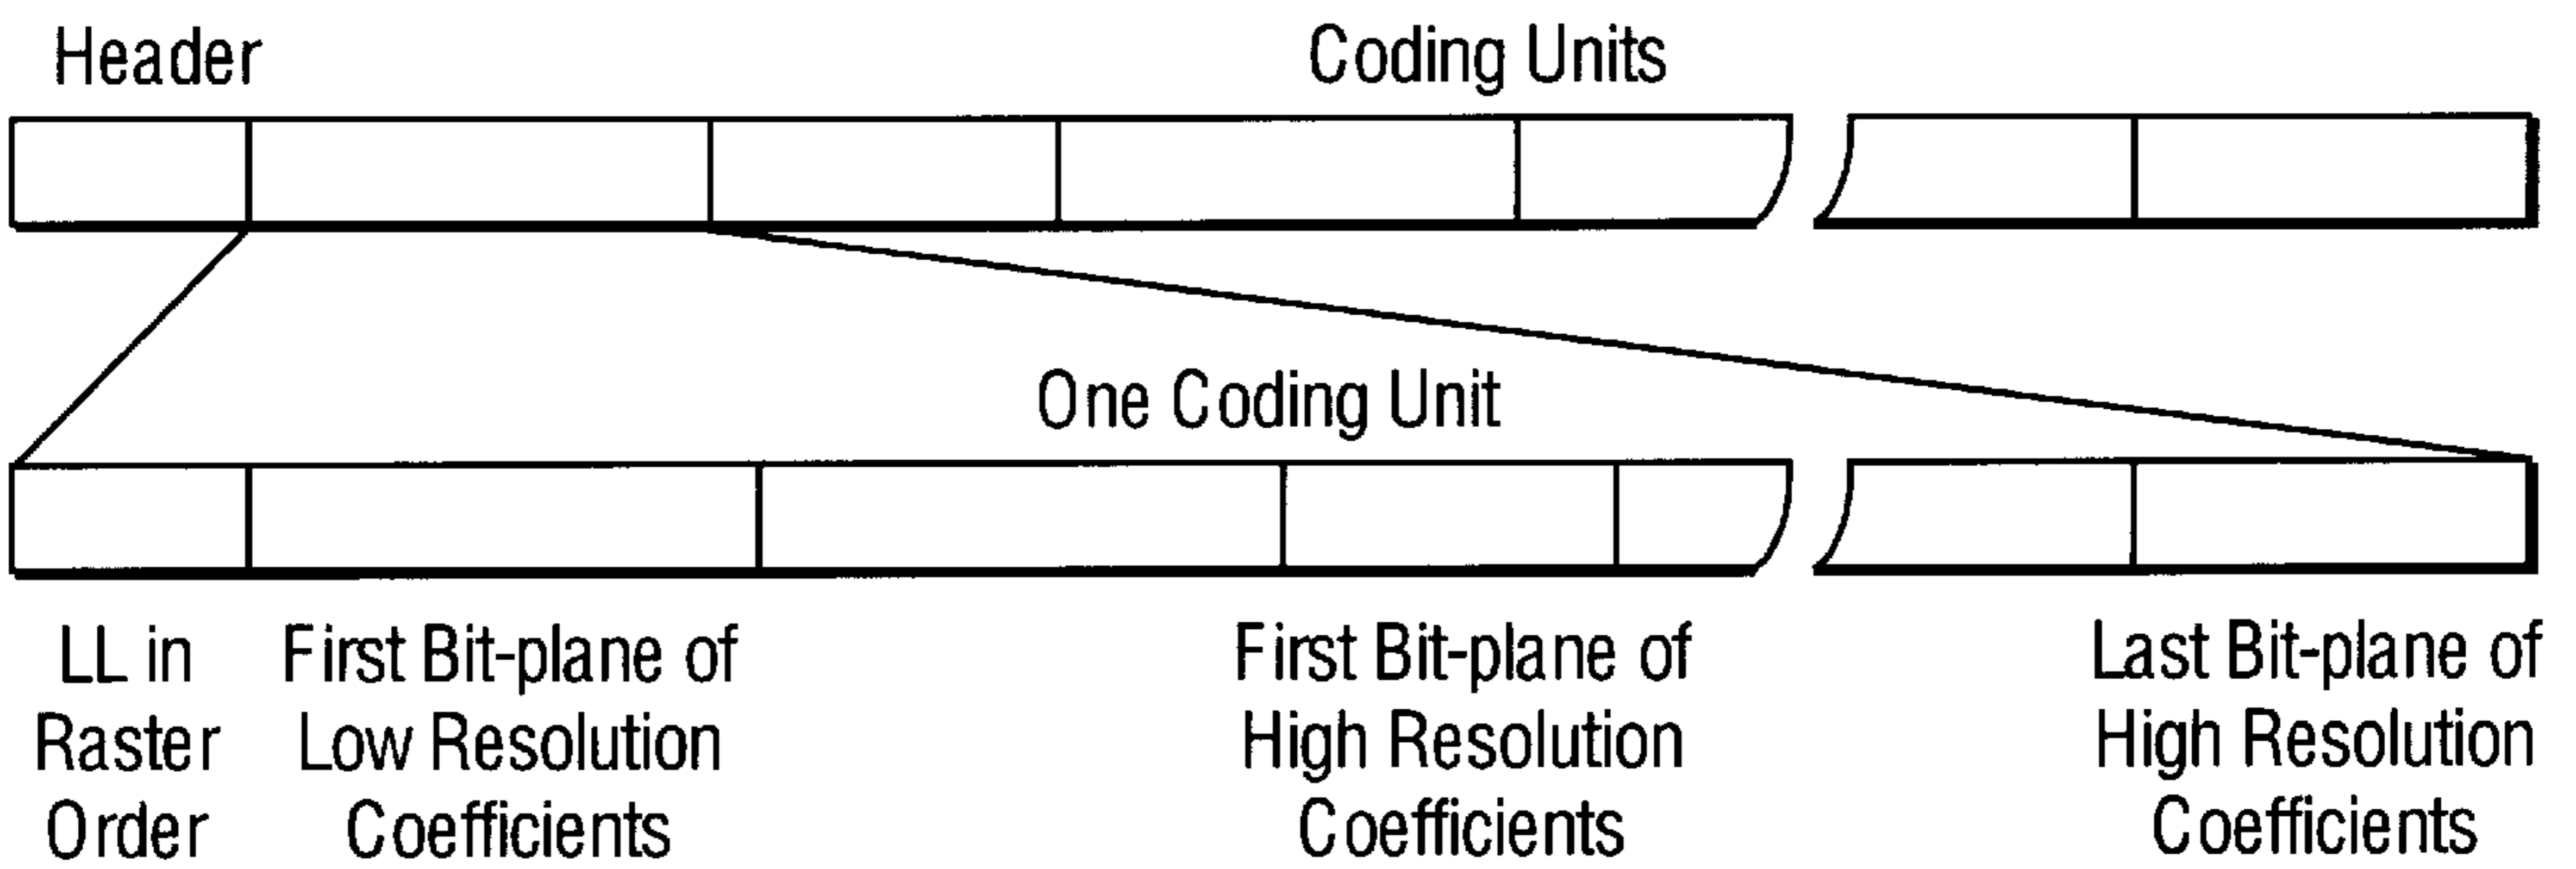 Header
Coding Units
One Coding Unit
LL in
Raster
Order
First Bit-plane of
Low Resolution
Coefficients
First Bit-plane of
High Resolution
Coefficients
Last Bit-plane of
High Resolution
Coefficients